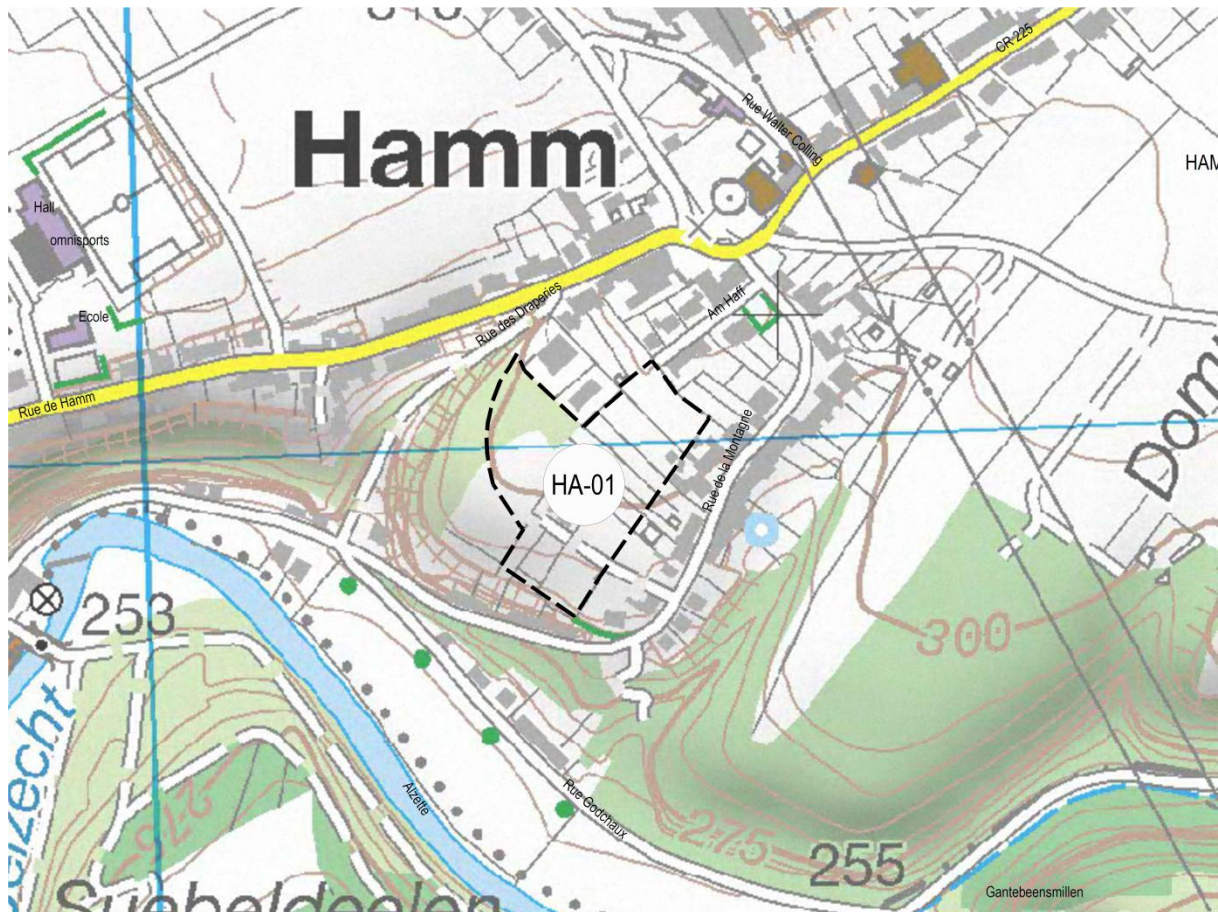 CR 225
Rue Walter Colling
Hamm
HAM
Hall
omnisports
Ecole
Rue des Draperies
Am Haff
Rue de Hamm
Rue de la Montagne
HA-01
Dom
253
300
Alzette
Rue Godchaux
275
275
255
Gantebeensmillen